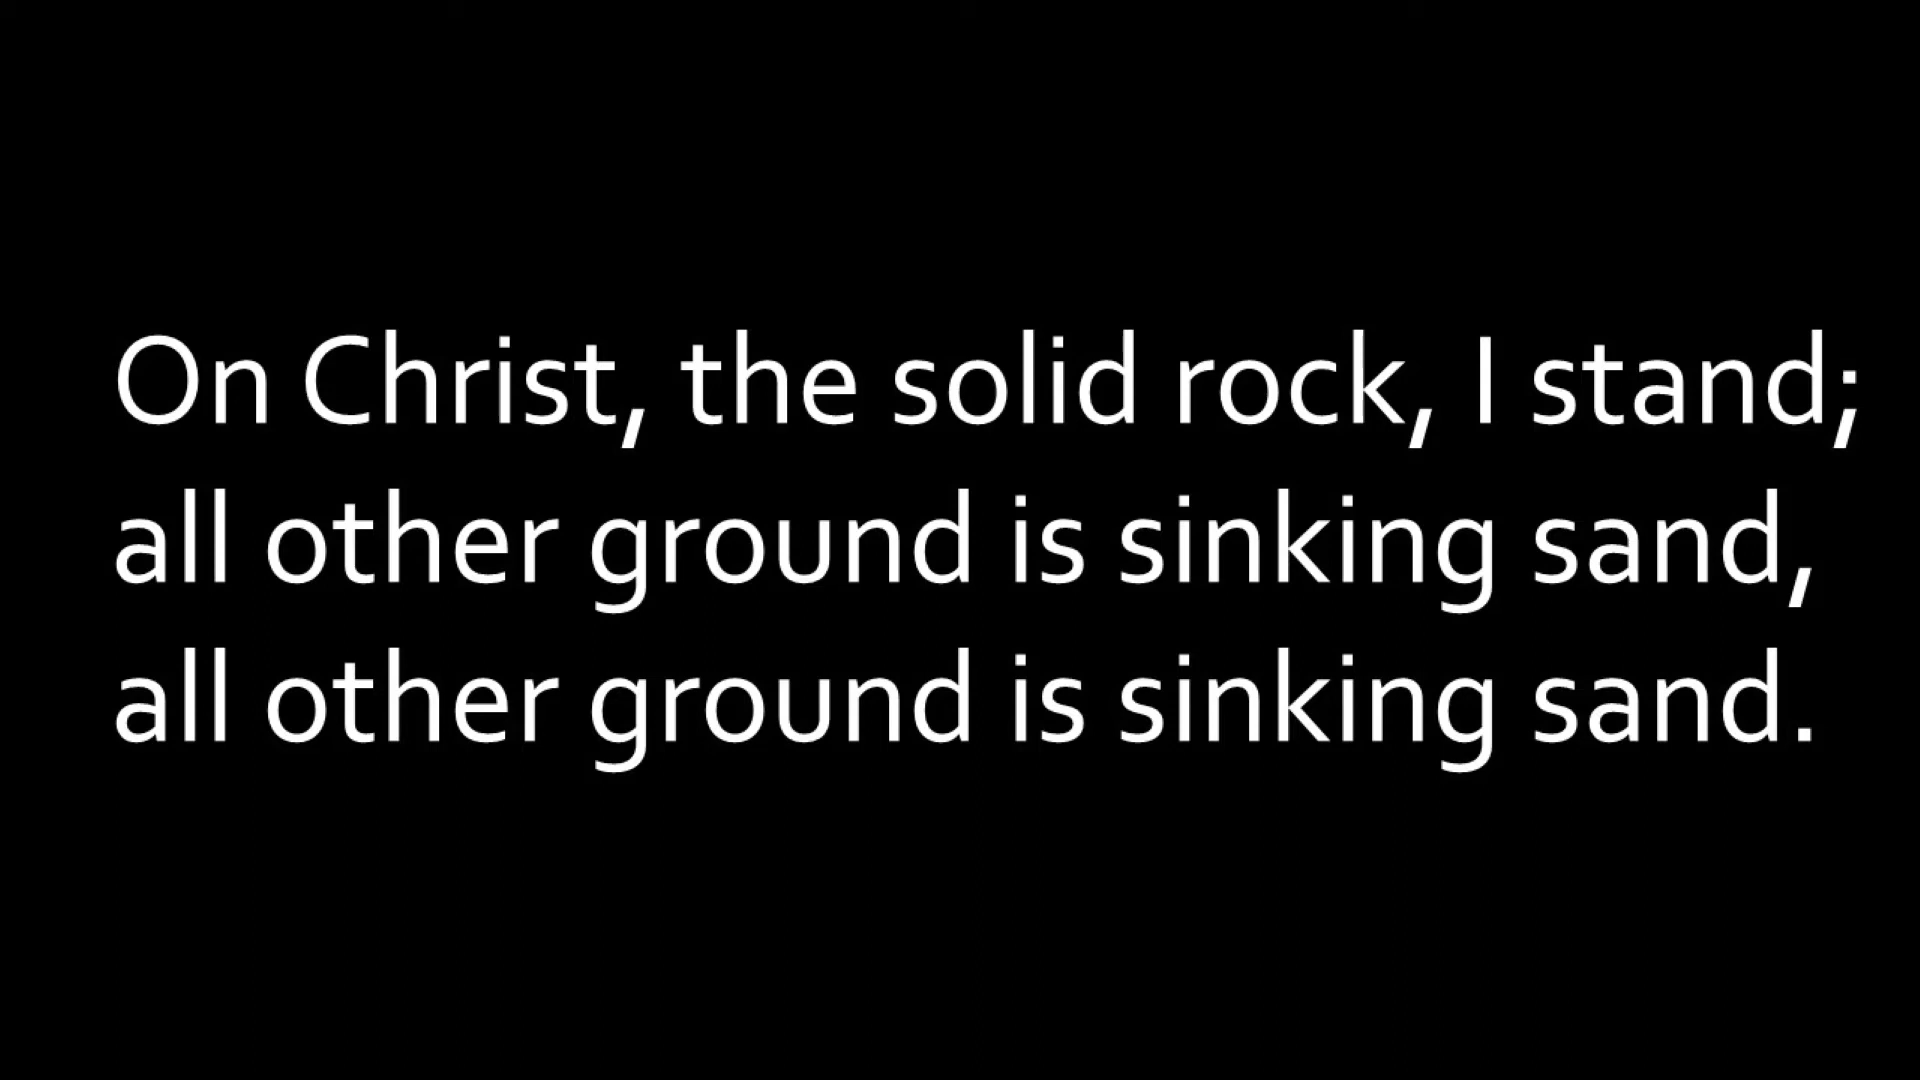 On Christ, the solid rock, I stand;
all other ground is sinking sand,
all other ground is sinking sand.